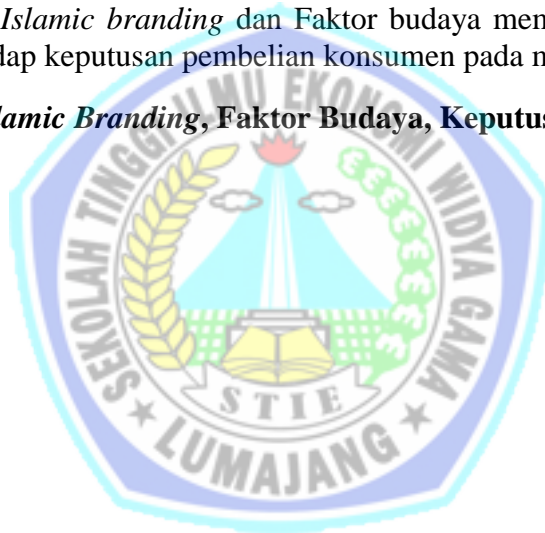 Islamic branding dan Faktor budaya men
dap keputusan pembelian konsumen pada m
lamic Branding, Faktor Budaya, Keputus
SEKOLAH TINGGI ILMU EKONOMI WIDYA GAMA
STIE
LUMAJANG